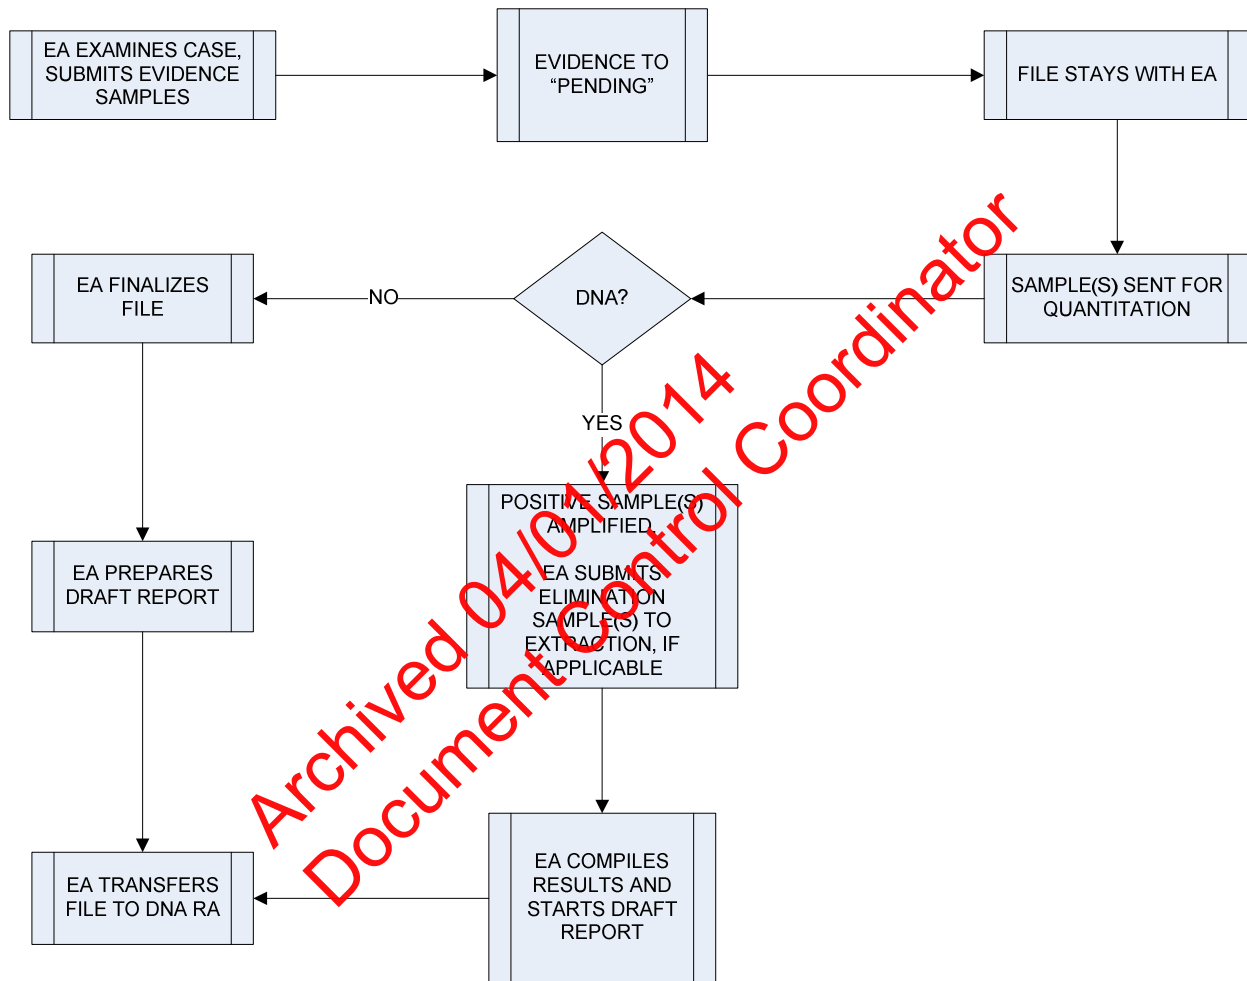 EA EXAMINES CASE,
SUBMITS EVIDENCE
SAMPLES
EVIDENCE TO
“PENDING”
FILE STAYS WITH EA
SAMPLE(S) SENT FOR
QUANTITATION
DNA?
NO
EA FINALIZES
FILE
YES
POSITIVE SAMPLE(S)
AMPLIFIED,
EA SUBMITS
ELIMINATION
SAMPLE(S) TO
EXTRACTION, IF
APPLICABLE
EA PREPARES
DRAFT REPORT
EA COMPILES
RESULTS AND
STARTS DRAFT
REPORT
EA TRANSFERS
FILE TO DNA RA
Archived 04/01/2014
Document Control Coordinator